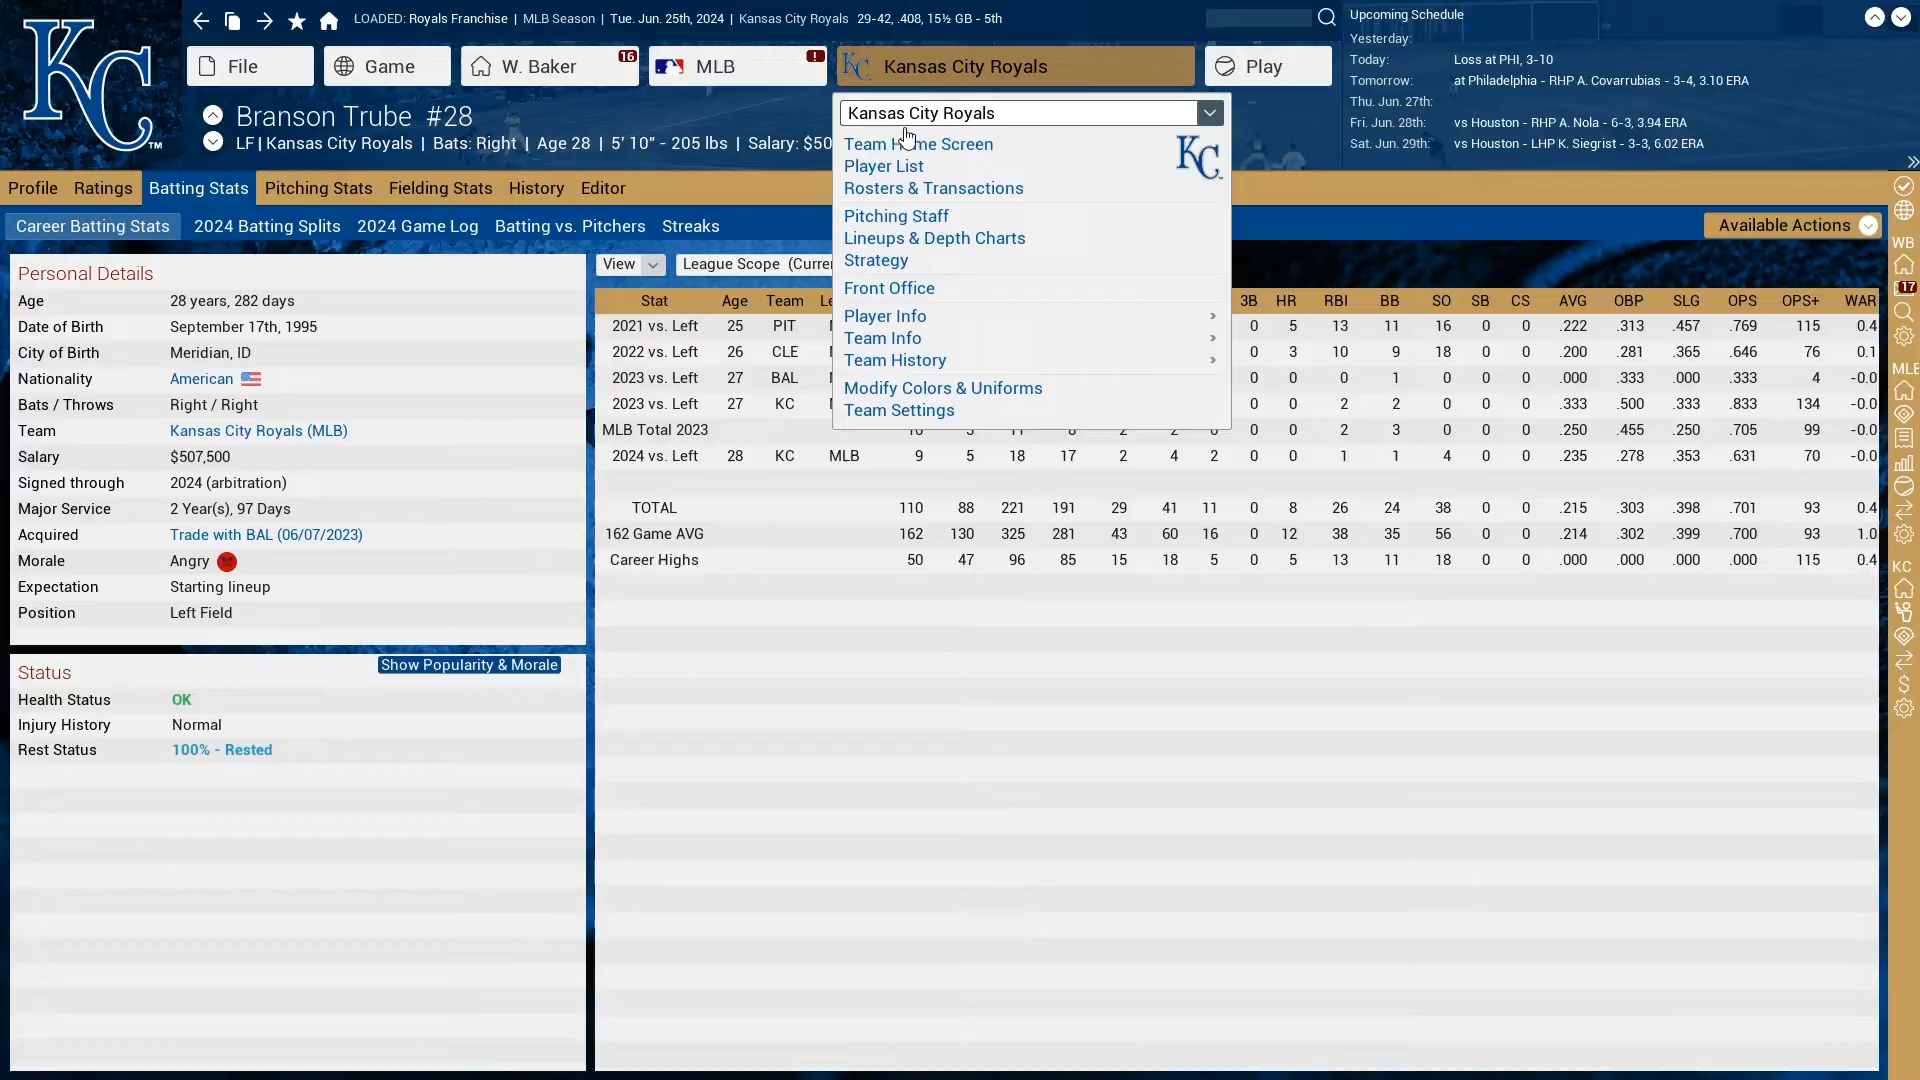 LOADED: Royals Franchise | MLB Season | Tue. Jun. 25th, 2024 | Kansas City Royals 29-42, .408, 15½ GB - 5th
File Game W. Baker 16 MLB ! Kansas City Royals Play
Upcoming Schedule
Yesterday:
Today: Loss at PHI, 3-10
Tomorrow: at Philadelphia - RHP A. Covarrubias - 3-4, 3.10 ERA
Thu. Jun. 27th:
Fri. Jun. 28th: vs Houston - RHP A. Nola - 6-3, 3.94 ERA
Sat. Jun. 29th: vs Houston - LHP K. Siegrist - 3-3, 6.02 ERA
KC
TM
Branson Trube #28
LF | Kansas City Royals | Bats: Right | Age 28 | 5' 10" - 205 lbs | Salary: $50
Kansas City Royals
Team Home Screen
Player List
Rosters & Transactions
Pitching Staff
Lineups & Depth Charts
Strategy
Front Office
Player Info
Team Info
Team History
Modify Colors & Uniforms
Team Settings
KC
Profile Ratings Batting Stats Pitching Stats Fielding Stats History Editor
Career Batting Stats 2024 Batting Splits 2024 Game Log Batting vs. Pitchers Streaks
Available Actions
Personal Details
Age 28 years, 282 days
Date of Birth September 17th, 1995
City of Birth Meridian, ID
Nationality American
Bats / Throws Right / Right
Team Kansas City Royals (MLB)
Salary $507,500
Signed through 2024 (arbitration)
Major Service 2 Year(s), 97 Days
Acquired Trade with BAL (06/07/2023)
Morale Angry
Expectation Starting lineup
Position Left Field
Status
Show Popularity & Morale
Health Status OK
Injury History Normal
Rest Status 100% - Rested
View League Scope (Curre
Stat Age Team Le 3B HR RBI BB SO SB CS AVG OBP SLG OPS OPS+ WAR
2021 vs. Left 25 PIT 0 5 13 11 16 0 0 .222 .313 .457 .769 115 0.4
2022 vs. Left 26 CLE 0 3 10 9 18 0 0 .200 .281 .365 .646 76 0.1
2023 vs. Left 27 BAL 0 0 0 1 0 0 0 .000 .333 .000 .333 4 -0.0
2023 vs. Left 27 KC 0 0 2 2 0 0 0 .333 .500 .333 .833 134 -0.0
MLB Total 2023 0 0 2 3 0 0 0 .250 .455 .250 .705 99 -0.0
2024 vs. Left 28 KC MLB 9 5 18 17 2 4 2 0 0 1 1 4 0 0 .235 .278 .353 .631 70 -0.0
TOTAL 110 88 221 191 29 41 11 0 8 26 24 38 0 0 .215 .303 .398 .701 93 0.4
162 Game AVG 162 130 325 281 43 60 16 0 12 38 35 56 0 0 .214 .302 .399 .700 93 1.0
Career Highs 50 47 96 85 15 18 5 0 5 13 11 18 0 0 .000 .000 .000 .000 115 0.4
WB
17
MLB
KC